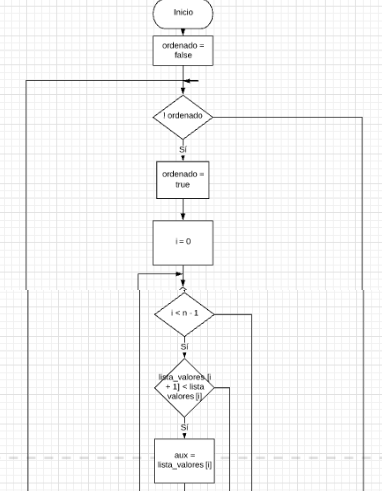 Inicio
ordenado =
false
! ordenado
Sí
ordenado =
true
i = 0
i < n - 1
Sí
lista_valores [i
+ 1] < lista
valores [i]
Sí
aux =
lista_valores [i]